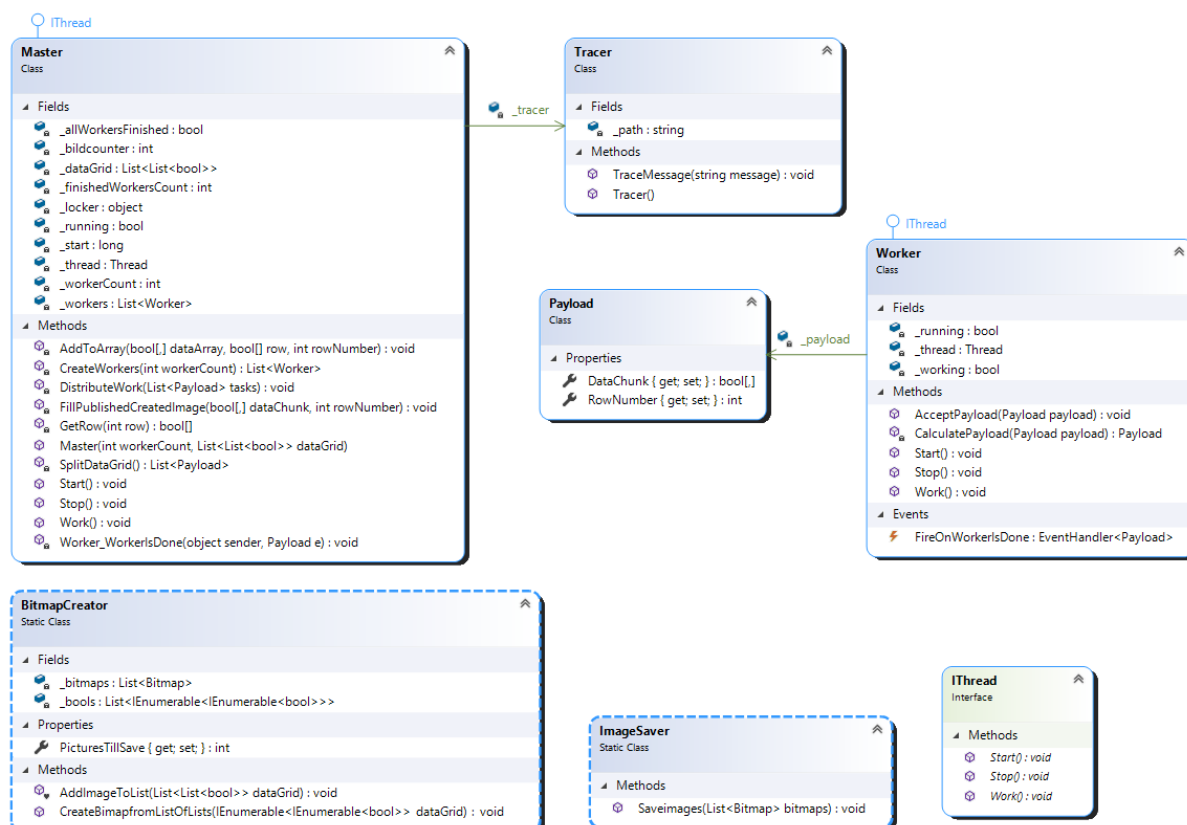 IThread
Master
Class
Fields
_allWorkersFinished : bool
_bildcounter : int
_dataGrid : List<List<bool>>
_finishedWorkersCount : int
_locker : object
_running : bool
_start : long
_thread : Thread
_workerCount : int
_workers : List<Worker>
Methods
AddToArray(bool[,] dataArray, bool[] row, int rowNumber) : void
CreateWorkers(int workerCount) : List<Worker>
DistributeWork(List<Payload> tasks) : void
FillPublishedCreatedImage(bool[,] dataChunk, int rowNumber) : void
GetRow(int row) : bool[]
Master(int workerCount, List<List<bool>> dataGrid)
SplitDataGrid() : List<Payload>
Start() : void
Stop() : void
Work() : void
Worker_WorkerIsDone(object sender, Payload e) : void
_tracer
Tracer
Class
Fields
_path : string
Methods
TraceMessage(string message) : void
Tracer()
IThread
Worker
Class
Fields
_running : bool
_thread : Thread
_working : bool
Methods
AcceptPayload(Payload payload) : void
CalculatePayload(Payload payload) : Payload
Start() : void
Stop() : void
Work() : void
Events
FireOnWorkerIsDone : EventHandler<Payload>
_payload
Payload
Class
Properties
DataChunk { get; set; } : bool[,]
RowNumber { get; set; } : int
BitmapCreator
Static Class
Fields
_bitmaps : List<Bitmap>
_bools : List<IEnumerable<IEnumerable<bool>>>
Properties
PicturesTillSave { get; set; } : int
Methods
AddImageToList(List<List<bool>> dataGrid) : void
CreateBimapfromListOfLists(IEnumerable<IEnumerable<bool>> dataGrid) : void
ImageSaver
Static Class
Methods
Saveimages(List<Bitmap> bitmaps) : void
IThread
Interface
Methods
Start() : void
Stop() : void
Work() : void